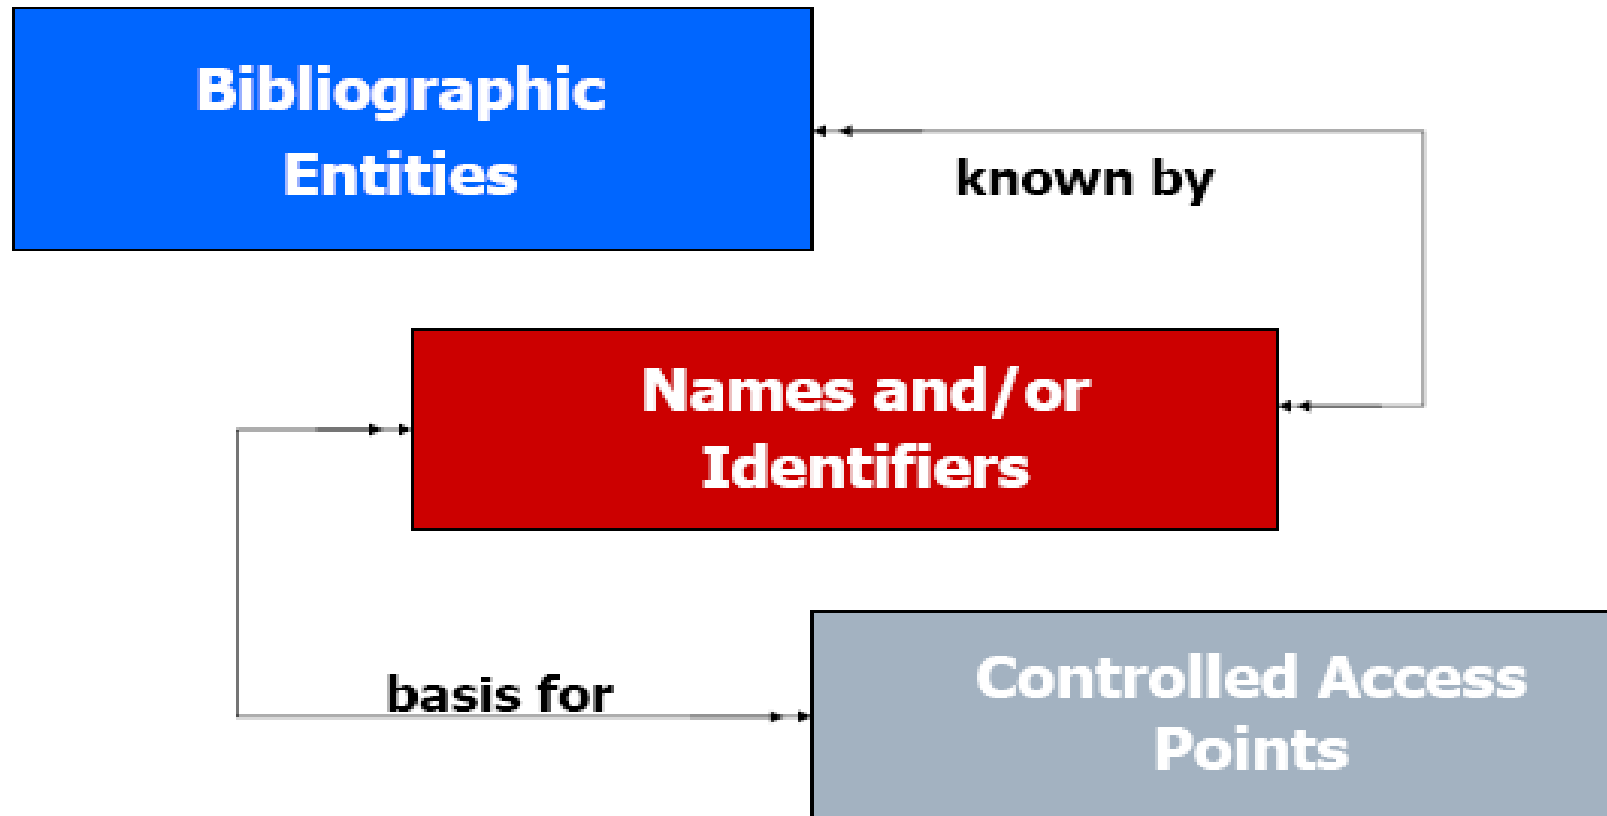 Bibliographic
Entities
known by
Names and/or
Identifiers
basis for
Controlled Access
Points